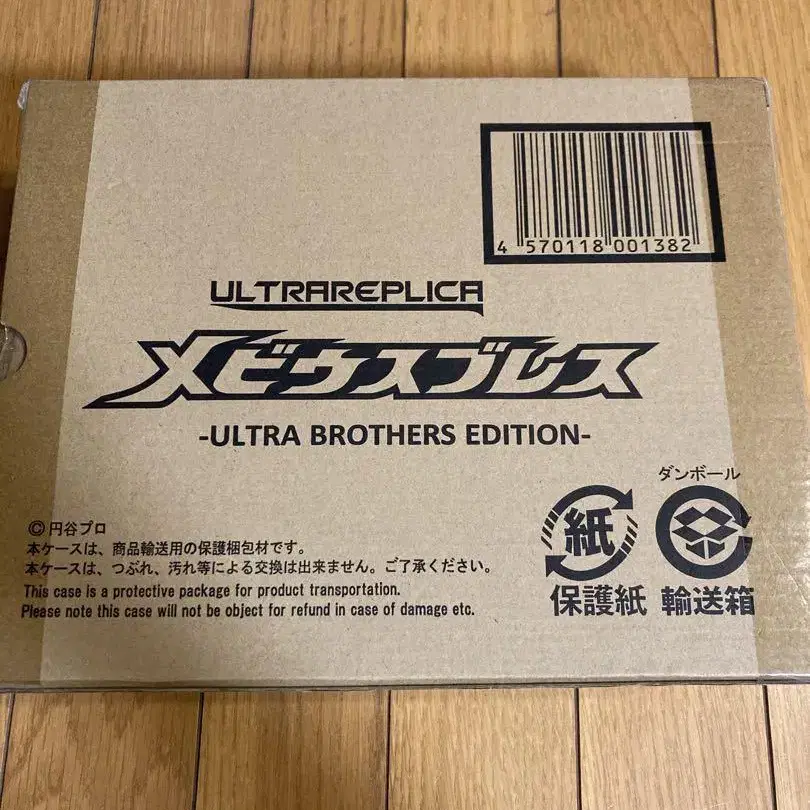 4 570118 001382
ULTRAREPLICA
メビウスブレス
-ULTRA BROTHERS EDITION-
ダンボール
紙
保護紙 輸送箱
©円谷プロ
本ケースは、商品輸送用の保護梱包材です。
本ケースは、つぶれ、汚れ等による交換は出来ません。ご了承ください。
This case is a protective package for product transportation.
Please note this case will not be object for refund in case of damage etc.